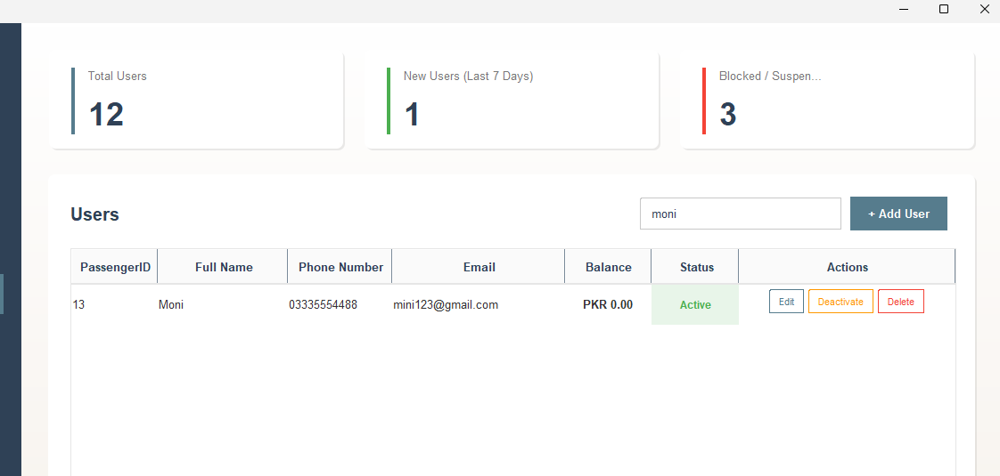 Total Users
12
New Users (Last 7 Days)
1
Blocked / Suspen...
3
Users
moni
+ Add User
PassengerID Full Name Phone Number Email Balance Status Actions
13 Moni 03335554488 mini123@gmail.com PKR 0.00 Active Edit Deactivate Delete